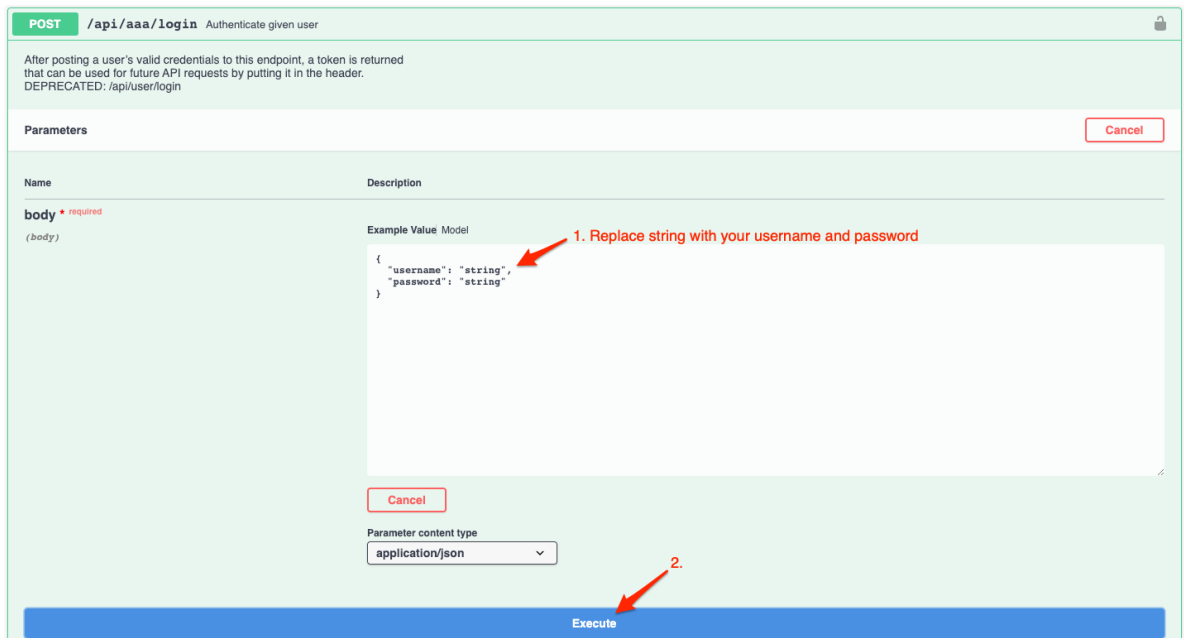 POST /api/aaa/login Authenticate given user
After posting a user's valid credentials to this endpoint, a token is returned
that can be used for future API requests by putting it in the header.
DEPRECATED: /api/user/login
Parameters
Cancel
Name
Description
body * required
(body)
Example Value Model
1. Replace string with your username and password
{
"username": "string",
"password": "string"
}
Cancel
Parameter content type
application/json
2.
Execute